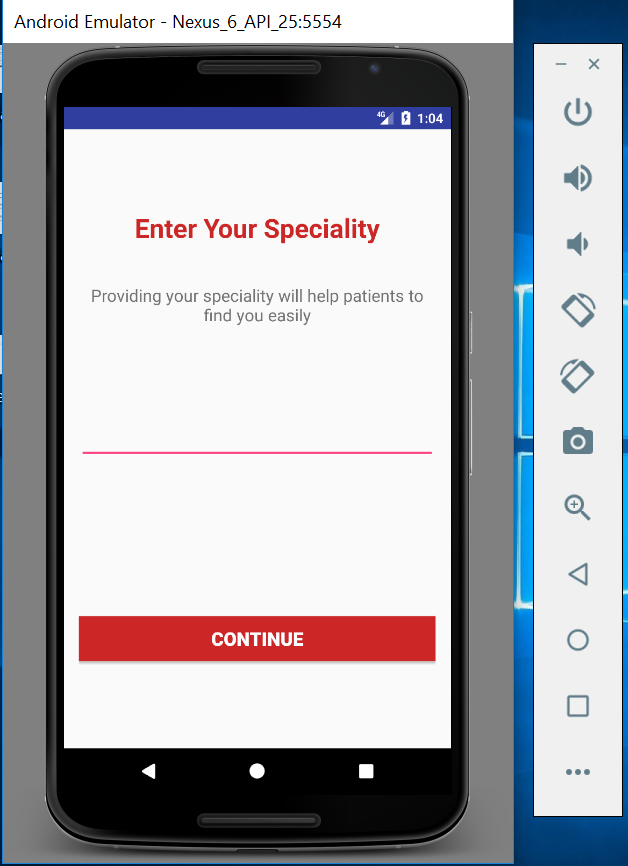 Android Emulator - Nexus_6_API_25:5554
4G 1:04
Enter Your Speciality
Providing your speciality will help patients to
find you easily
CONTINUE